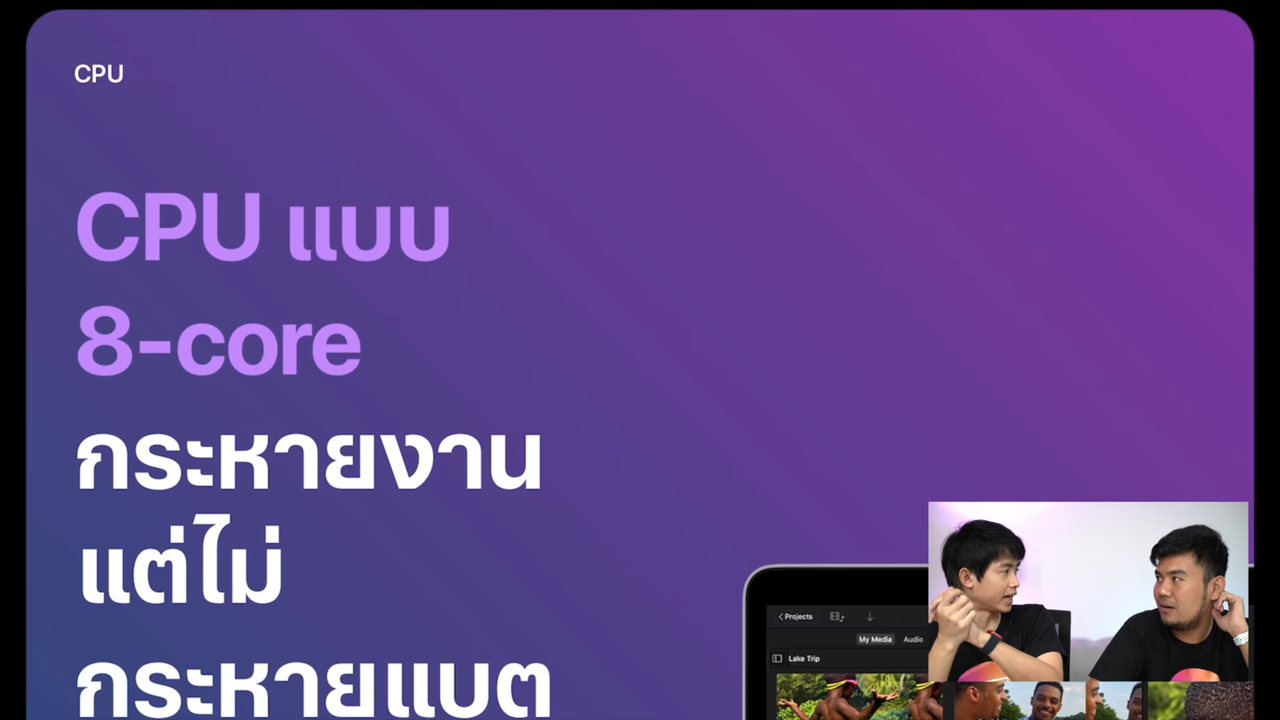 CPU
CPU แบบ
8-core
กระหายงาน
แต่ไม่
กระหายแบต
Projects
My Media Audio
Lake Trip